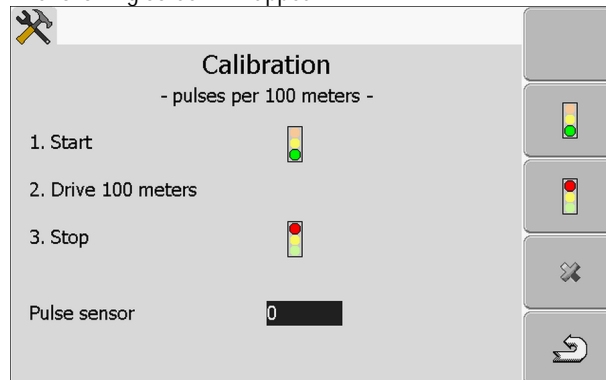 Calibration
- pulses per 100 meters -
1. Start
2. Drive 100 meters
3. Stop
Pulse sensor 0